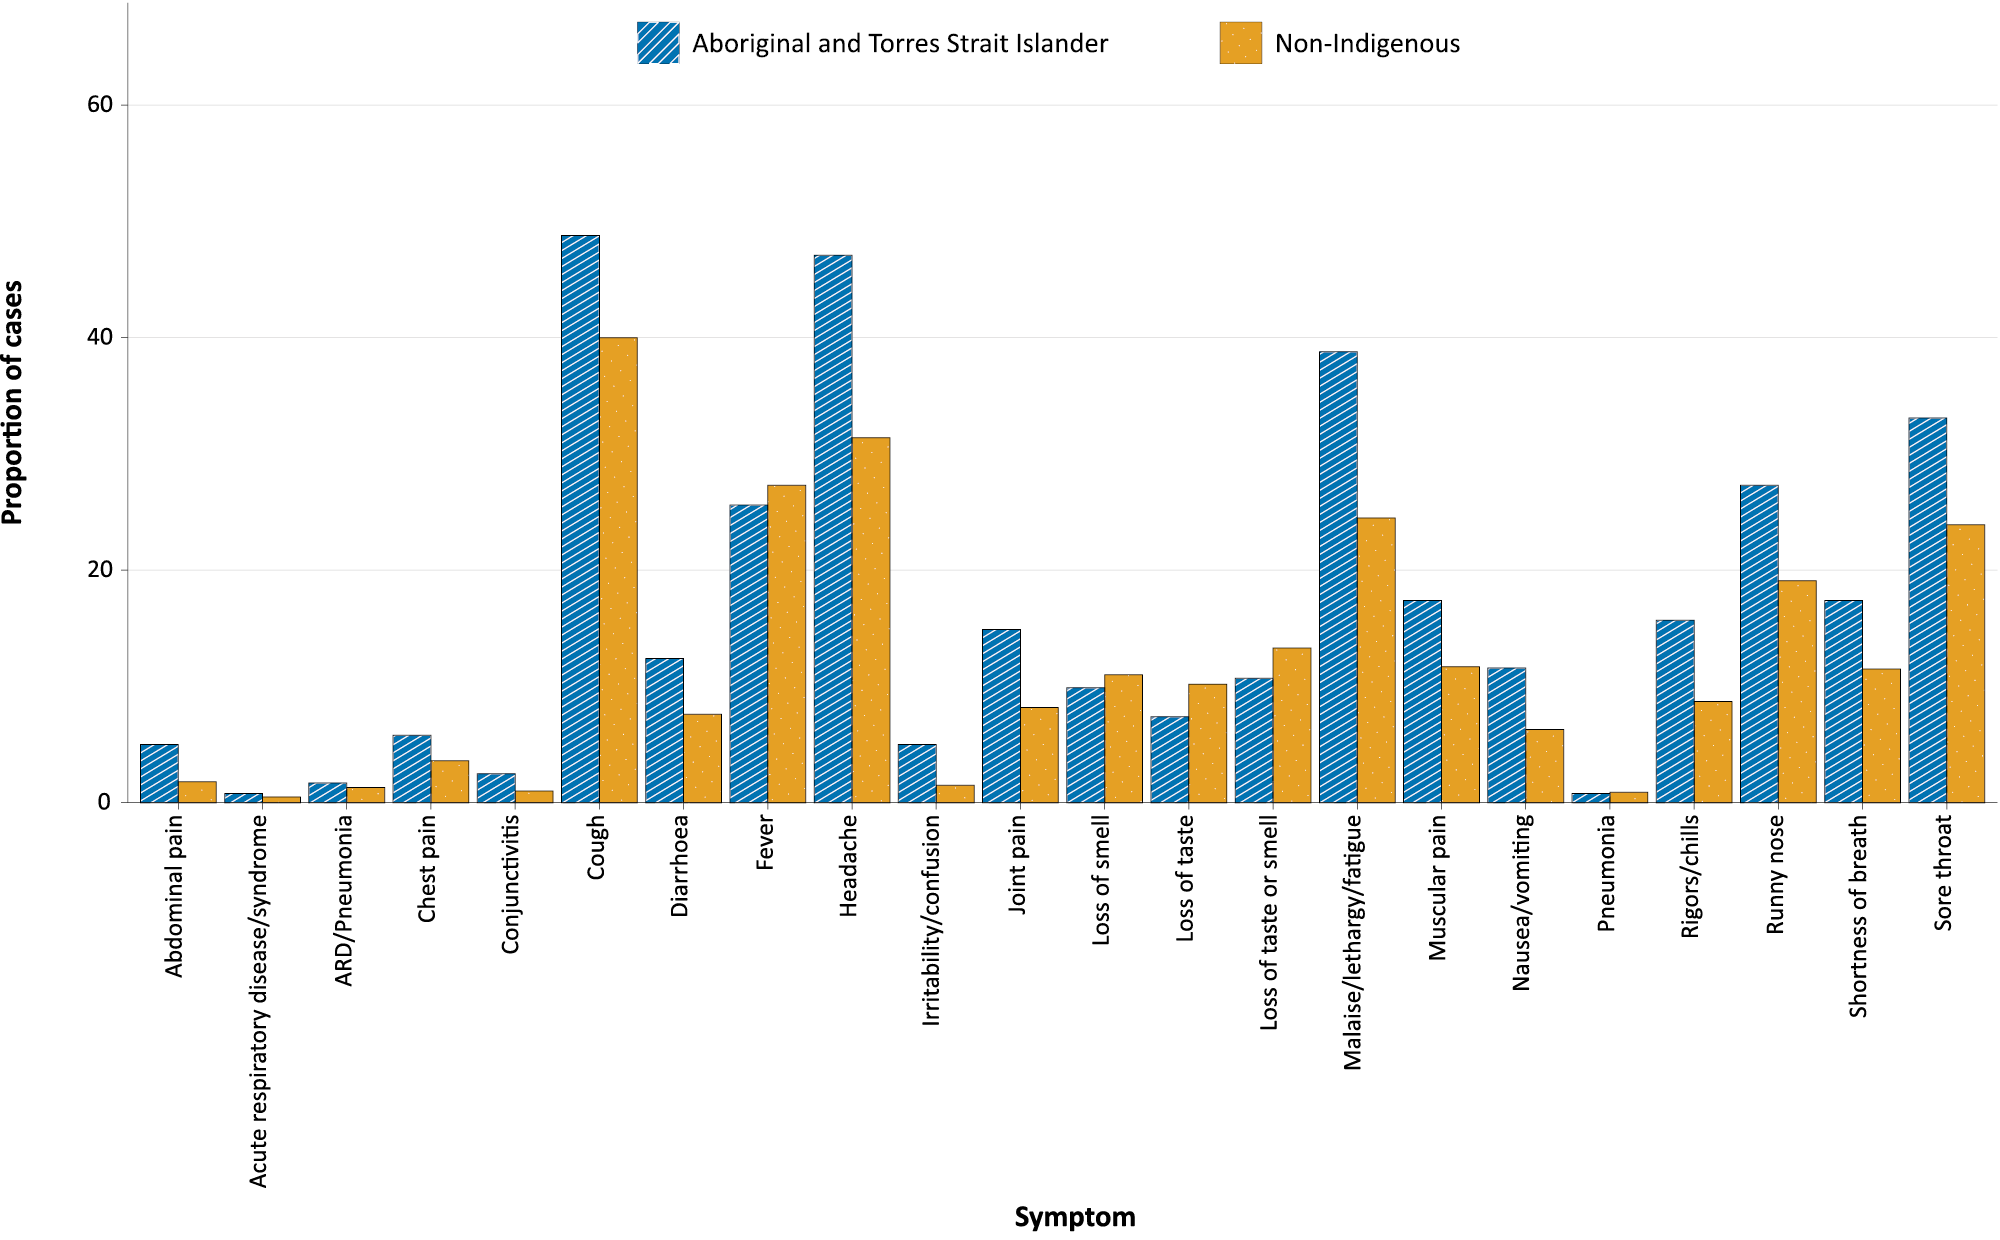 Aboriginal and Torres Strait Islander
Non-Indigenous
Proportion of cases
60
40
20
0
Abdominal pain
Acute respiratory disease/syndrome
ARD/Pneumonia
Chest pain
Conjunctivitis
Cough
Diarrhoea
Fever
Headache
Irritability/confusion
Joint pain
Loss of smell
Loss of taste
Loss of taste or smell
Malaise/lethargy/fatigue
Muscular pain
Nausea/vomiting
Pneumonia
Rigors/chills
Runny nose
Shortness of breath
Sore throat
Symptom